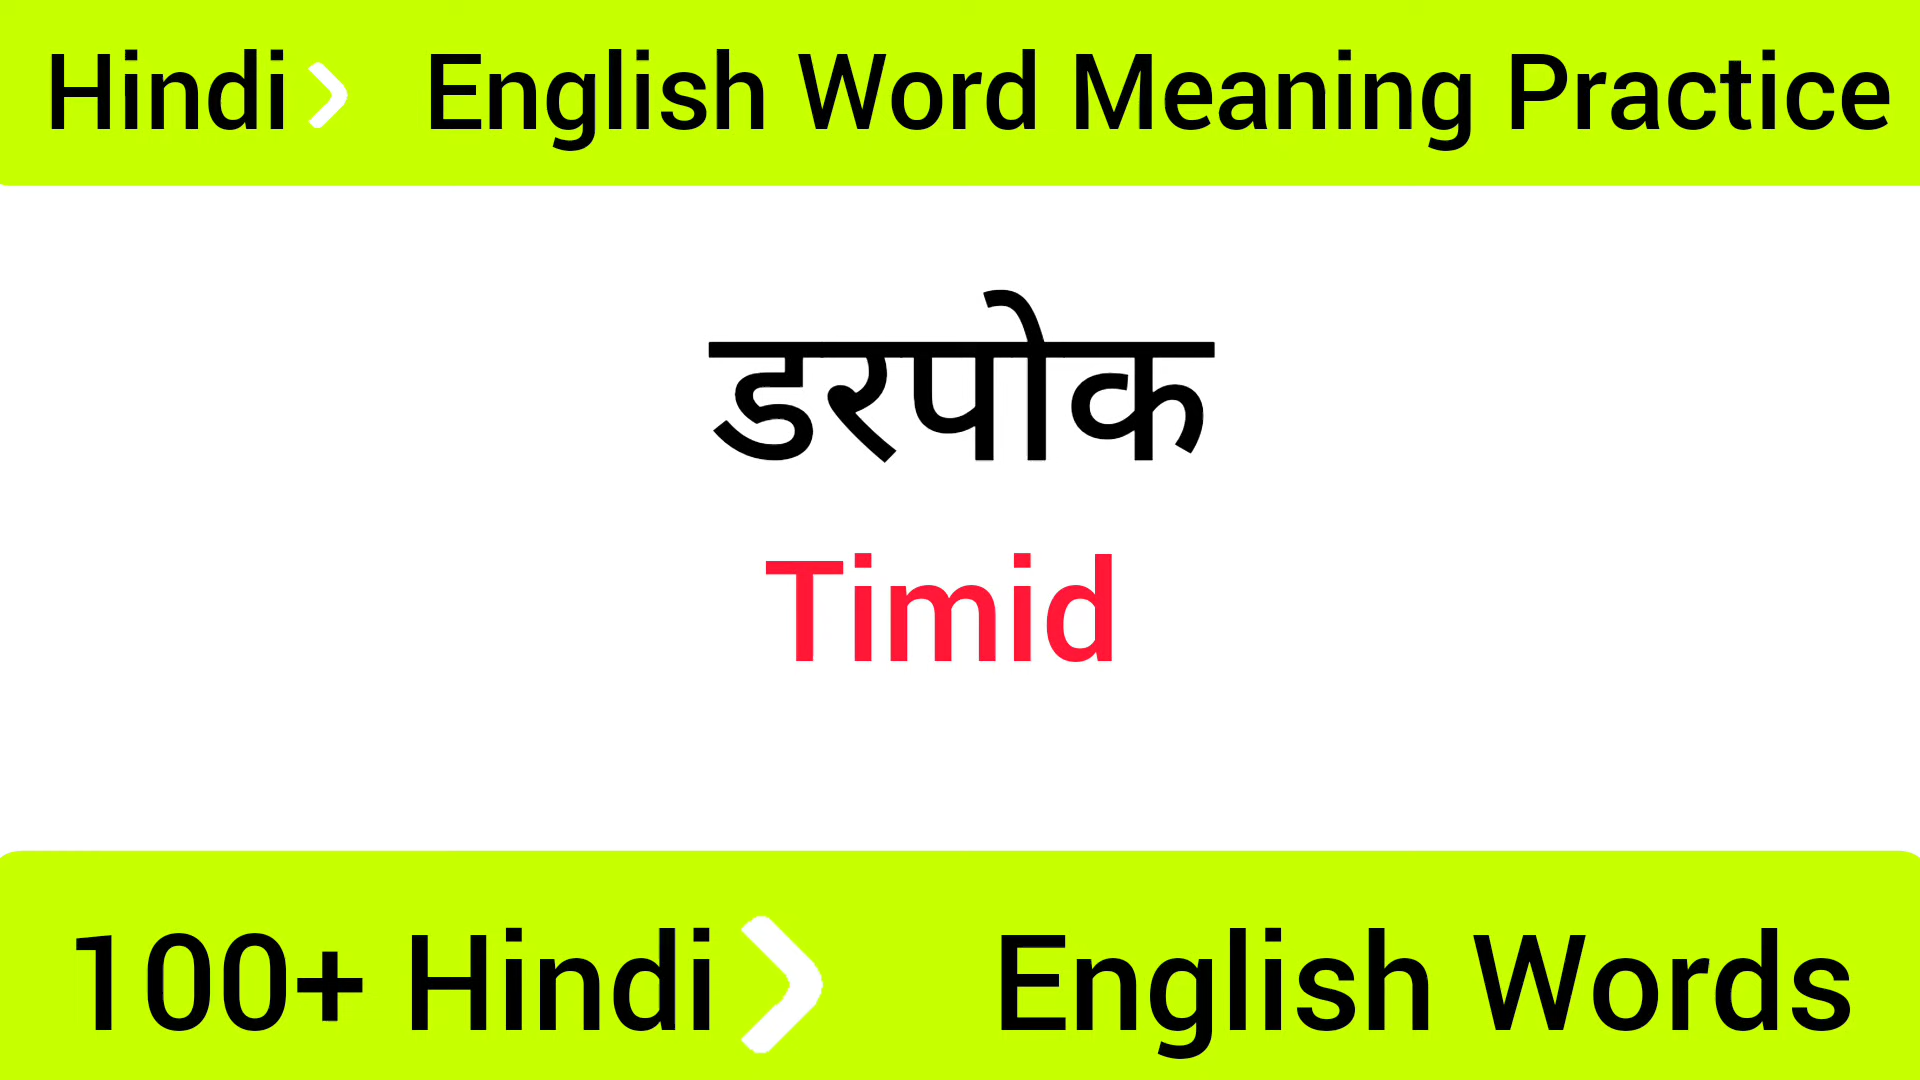 Hindi > English Word Meaning Practice
डरपोक
Timid
100+ Hindi > English Words